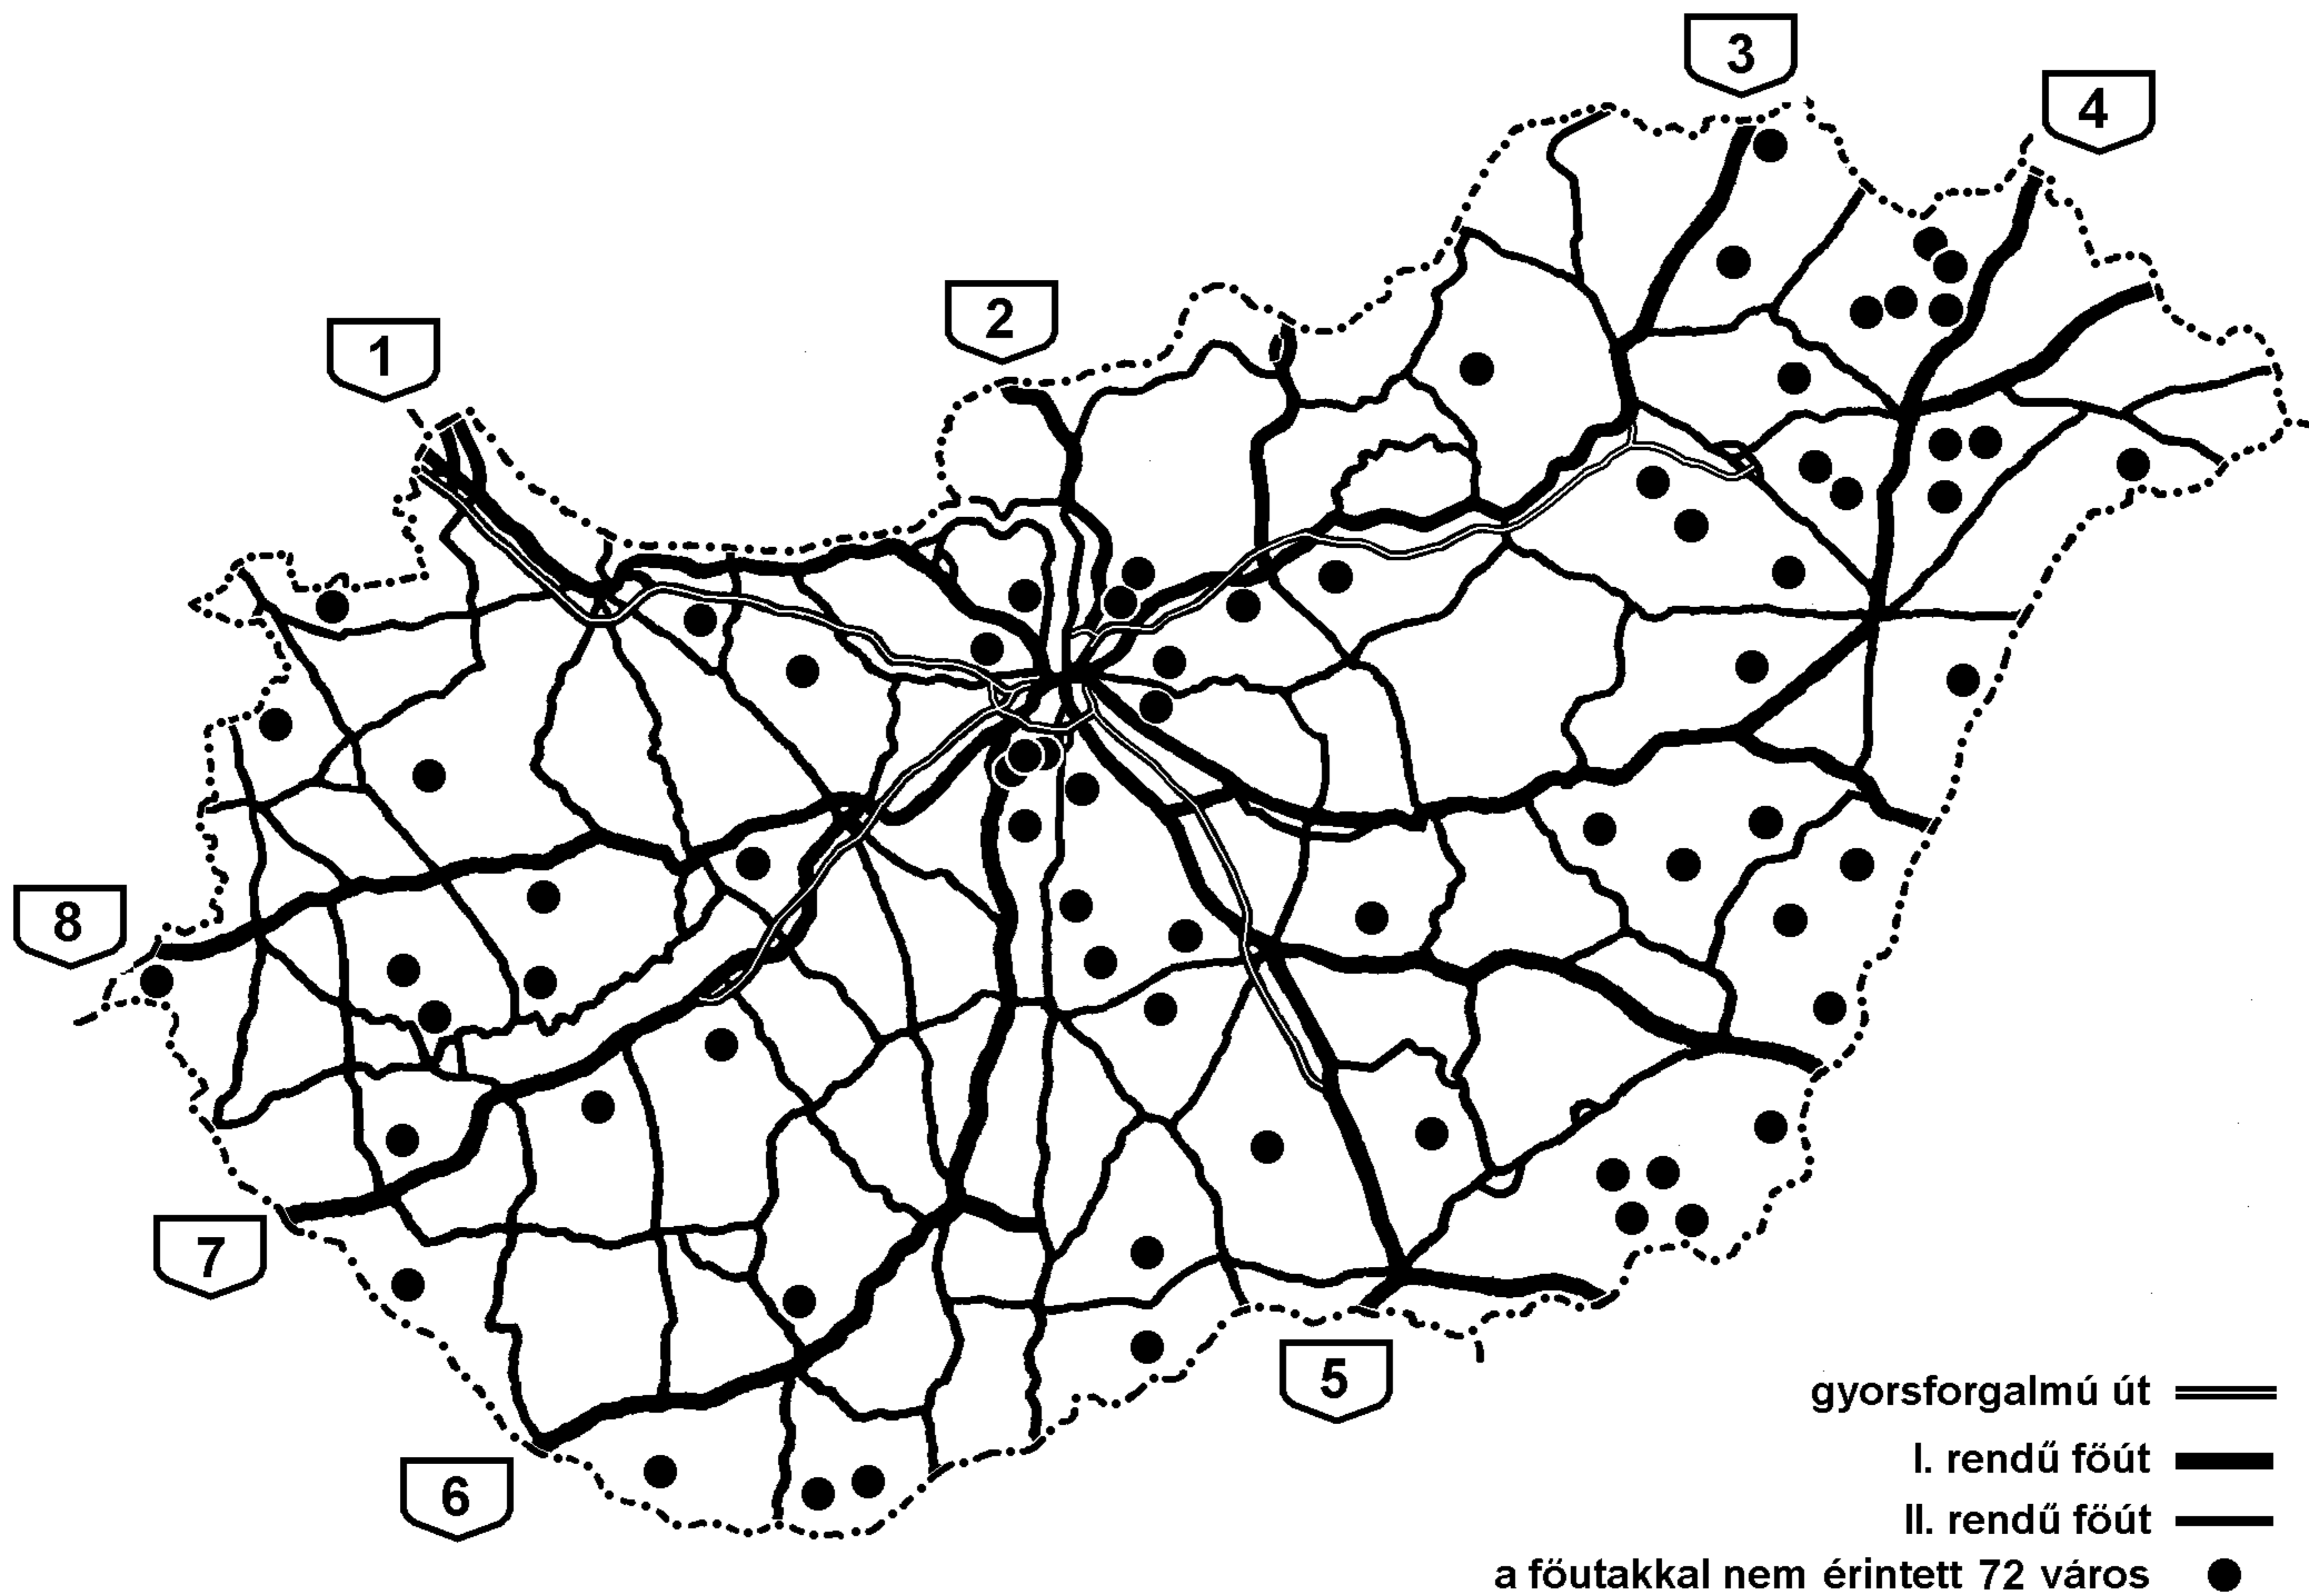 3
4
2
1
8
7
5
6
gyorsforgalmú út
I. rendű főút
II. rendű főút
a főutakkal nem érintett 72 város